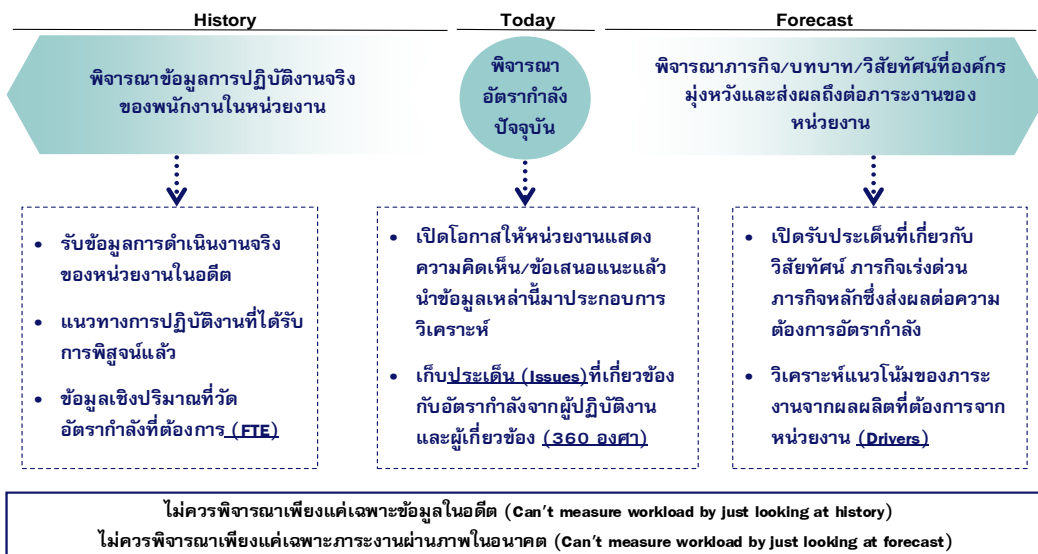 History
Today
Forecast
พิจารณาข้อมูลการปฏิบัติงานจริง
ของพนักงานในหน่วยงาน
พิจารณา
อัตรากำลัง
ปัจจุบัน
พิจารณาภารกิจ/บทบาท/วิสัยทัศน์ที่องค์กร
มุ่งหวังและส่งผลถึงต่อภาระงานของ
หน่วยงาน
• รับข้อมูลการดำเนินงานจริง
ของหน่วยงานในอดีต
• แนวทางการปฏิบัติงานที่ได้รับ
การพิสูจน์แล้ว
• ข้อมูลเชิงปริมาณที่วัด
อัตรากำลังที่ต้องการ (FTE)
• เปิดโอกาสให้หน่วยงานแสดง
ความคิดเห็น/ข้อเสนอแนะแล้ว
นำข้อมูลเหล่านี้มาประกอบการ
วิเคราะห์
• เก็บประเด็น (Issues)ที่เกี่ยวข้อง
กับอัตรากำลังจากผู้ปฏิบัติงาน
และผู้เกี่ยวข้อง (360 องศา)
• เปิดรับประเด็นที่เกี่ยวกับ
วิสัยทัศน์ ภารกิจเร่งด่วน
ภารกิจหลักซึ่งส่งผลต่อความ
ต้องการอัตรากำลัง
• วิเคราะห์แนวโน้มของภาระ
งานจากผลผลิตที่ต้องการจาก
หน่วยงาน (Drivers)
ไม่ควรพิจารณาเพียงแค่เฉพาะข้อมูลในอดีต (Can't measure workload by just looking at history)
ไม่ควรพิจารณาเพียงแค่เฉพาะภาระงานผ่านภาพในอนาคต (Can't measure workload by just looking at forecast)